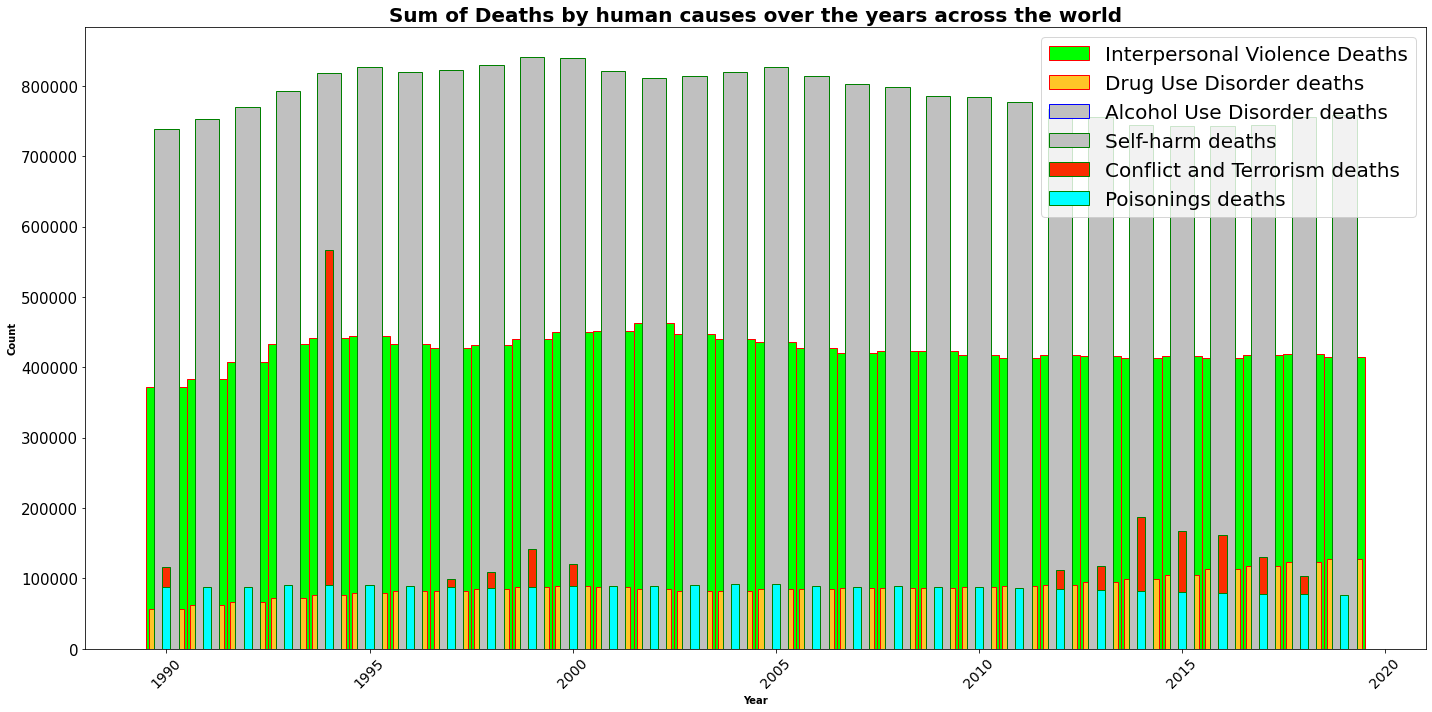 Sum of Deaths by human causes over the years across the world
Interpersonal Violence Deaths
Drug Use Disorder deaths
Alcohol Use Disorder deaths
Self-harm deaths
Conflict and Terrorism deaths
Poisonings deaths
Count
800000
700000
600000
500000
400000
300000
200000
100000
0
1990
1995
2000
2005
2010
2015
2020
Year